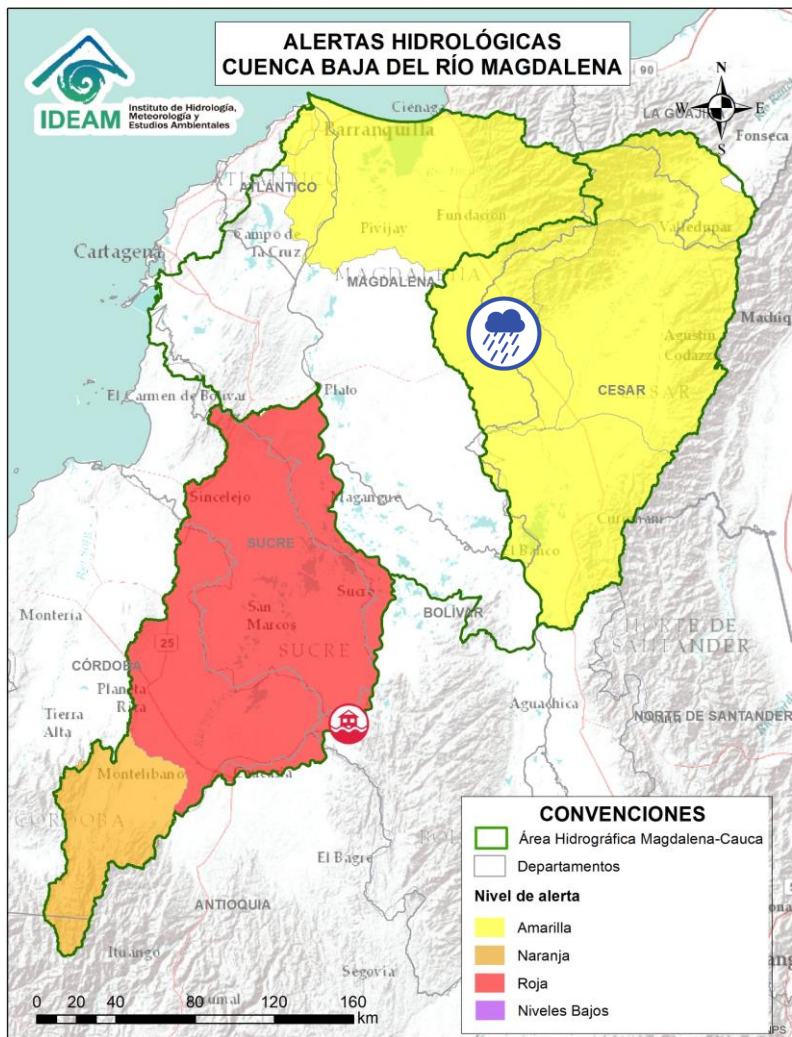 ALERTAS HIDROLÓGICAS
CUENCA BAJA DEL RÍO MAGDALENA
IDEAM
Instituto de Hidrología,
Meteorología y
Estudios Ambientales
N
W
E
S
90
Ciénaga
LA GUAJIRA
Barranquilla
Fonseca
ATLÁNTICO
Pivijay
Fundación
Valledupar
Campo de
la Cruz
Cartagena
MAGDALENA
MAGDALENA
Agustín
Codazzi
CESAR
El Carmen de Bolívar
Plato
Sincelejo
Magangue
SUCRE
El Banco
Sucre
San
Marcos
BOLÍVAR
Montería
25
SUCRE
NORTE DE
SANTANDER
CÓRDOBA
Planeta
Rica
Tierra
Alta
Aguachica
NORTE DE SANTANDER
Montelibano
CÓRDOBA
El Bagre
ANTIOQUIA
Ituango
Segovia
CONVENCIONES
Área Hidrográfica Magdalena-Cauca
Departamentos
Nivel de alerta
Amarilla
Naranja
Roja
Niveles Bajos
0 20 40 80 120 160
km